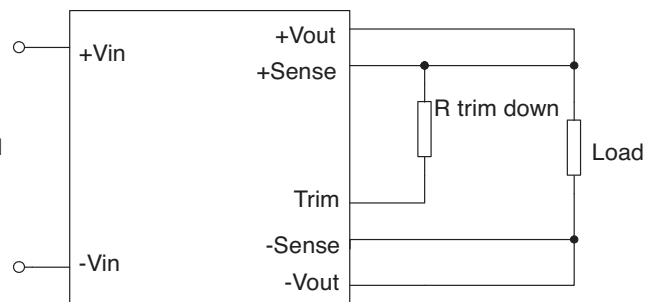 +Vout
+Vin
+Sense
R trim down
Load
Trim
-Sense
-Vin
-Vout